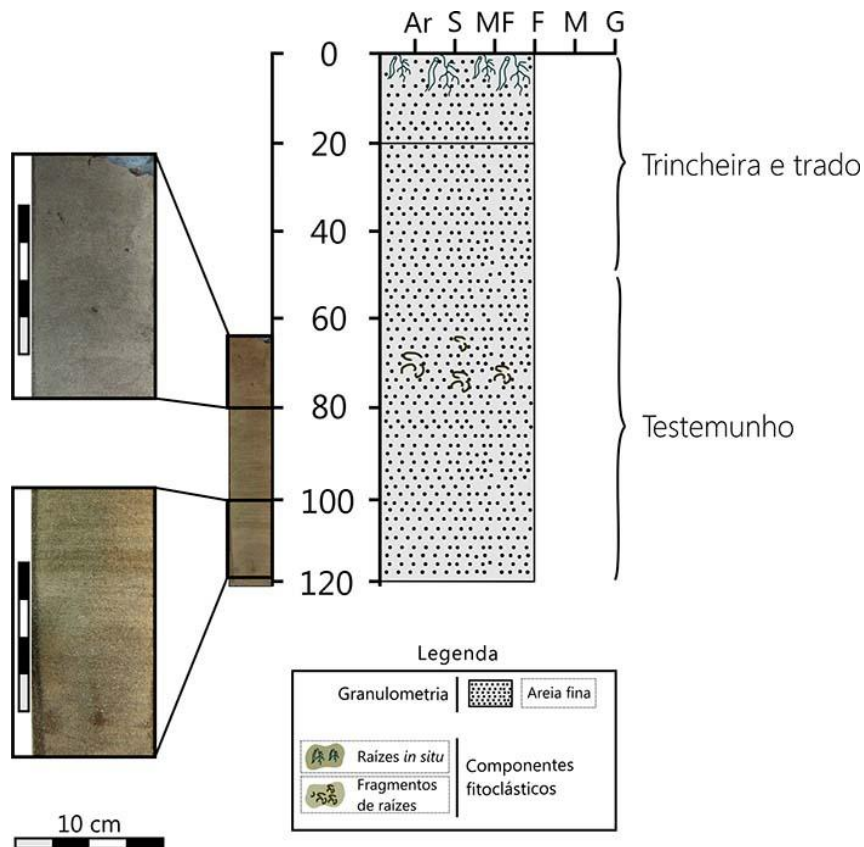 Ar S MF F M G
0
20
40
60
80
100
120
Trincheira e trado
Testemunho
Legenda
Granulometria
Areia fina
Raízes in situ
Fragmentos
de raízes
Componentes
fitoclásticos
10 cm